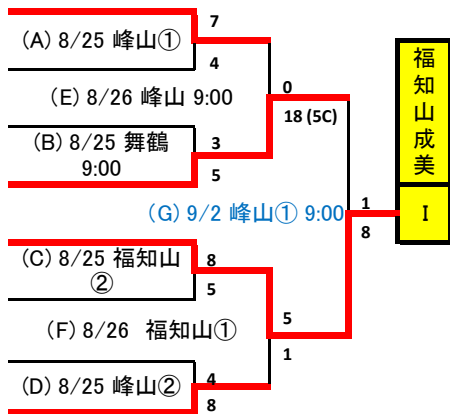 7
(A) 8/25 峰山①
4
(E) 8/26 峰山 9:00
0
18 (5C)
(B) 8/25 舞鶴
9:00
3
5
(G) 9/2 峰山① 9:00
1
8
福知山成美
I
(C) 8/25 福知山
②
8
5
(F) 8/26 福知山①
5
1
(D) 8/25 峰山②
4
8